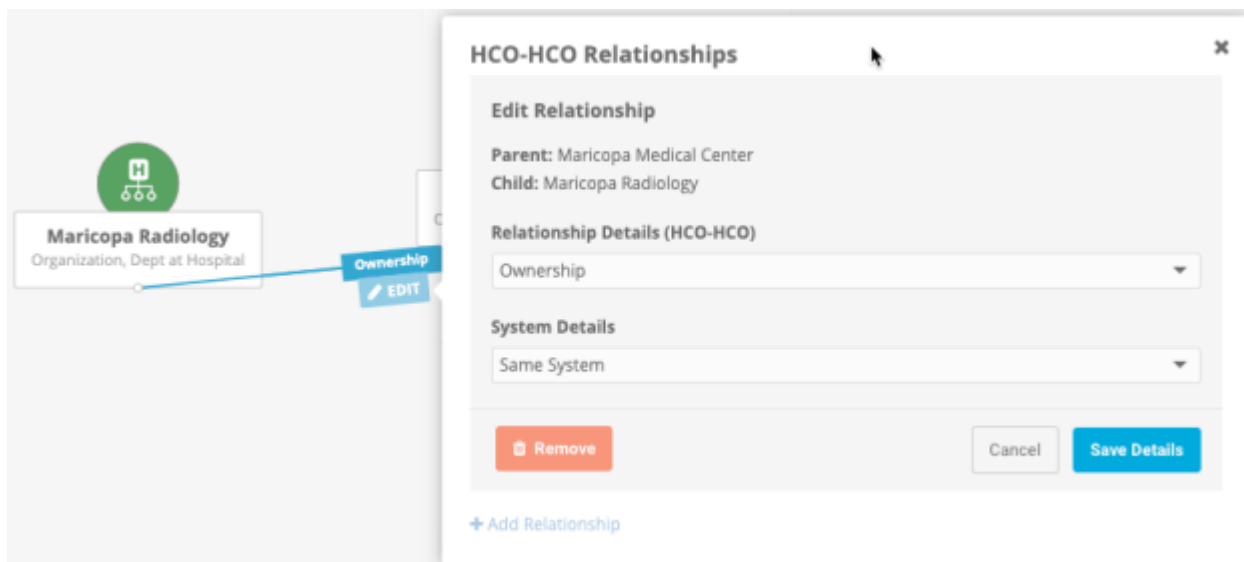 HCO-HCO Relationships
Edit Relationship
Parent: Maricopa Medical Center
Child: Maricopa Radiology
Relationship Details (HCO-HCO)
Ownership
System Details
Same System
Remove
Cancel
Save Details
+ Add Relationship
H
Maricopa Radiology
Organization, Dept at Hospital
Ownership
EDIT